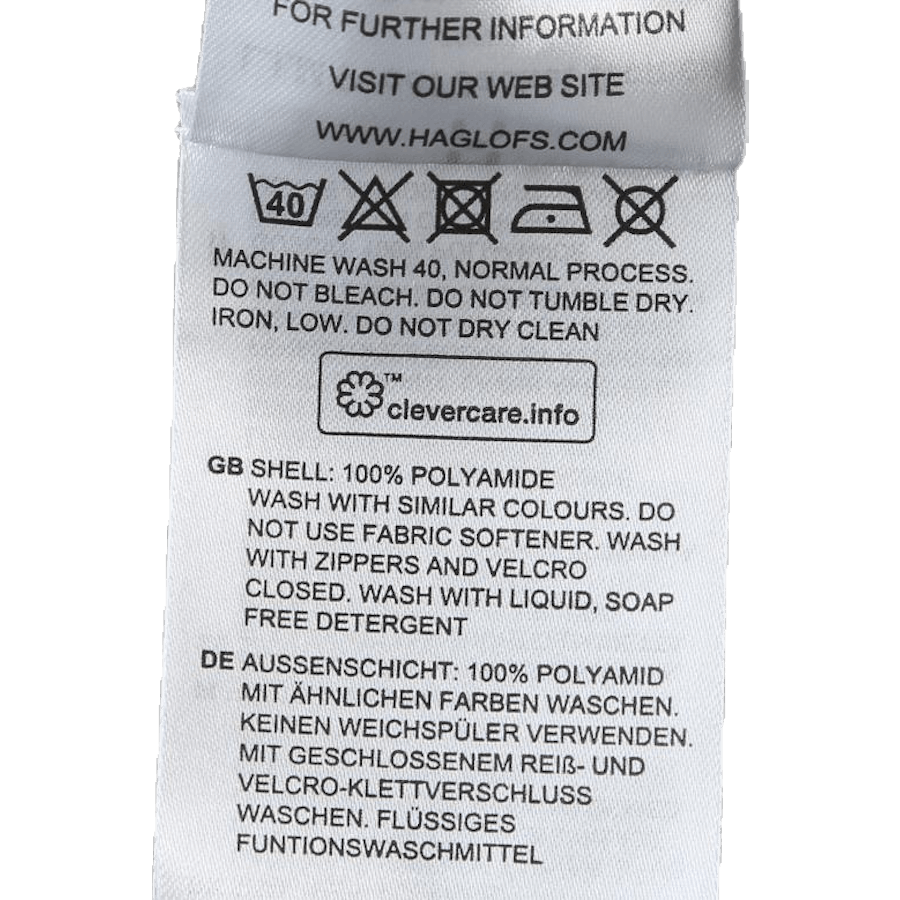 FOR FURTHER INFORMATION
VISIT OUR WEB SITE
WWW.HAGLOFS.COM
40
MACHINE WASH 40, NORMAL PROCESS.
DO NOT BLEACH. DO NOT TUMBLE DRY.
IRON, LOW. DO NOT DRY CLEAN
™
clevercare.info
GB SHELL: 100% POLYAMIDE
WASH WITH SIMILAR COLOURS. DO
NOT USE FABRIC SOFTENER. WASH
WITH ZIPPERS AND VELCRO
CLOSED. WASH WITH LIQUID, SOAP
FREE DETERGENT
DE AUSSENSCHICHT: 100% POLYAMID
MIT ÄHNLICHEN FARBEN WASCHEN.
KEINEN WEICHSPÜLER VERWENDEN.
MIT GESCHLOSSENEM REIß- UND
VELCRO-KLETTVERSCHLUSS
WASCHEN. FLÜSSIGES
FUNTIONSWASCHMITTEL